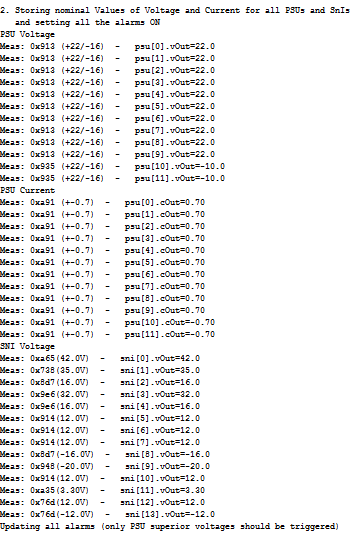 2. Storing nominal Values of Voltage and Current for all PSUs and SnIs
and setting all the alarms ON
PSU Voltage
Meas: 0x913 (+22/-16) - psu[0].vOut=22.0
Meas: 0x913 (+22/-16) - psu[1].vOut=22.0
Meas: 0x913 (+22/-16) - psu[2].vOut=22.0
Meas: 0x913 (+22/-16) - psu[3].vOut=22.0
Meas: 0x913 (+22/-16) - psu[4].vOut=22.0
Meas: 0x913 (+22/-16) - psu[5].vOut=22.0
Meas: 0x913 (+22/-16) - psu[6].vOut=22.0
Meas: 0x913 (+22/-16) - psu[7].vOut=22.0
Meas: 0x913 (+22/-16) - psu[8].vOut=22.0
Meas: 0x913 (+22/-16) - psu[9].vOut=22.0
Meas: 0x935 (+22/-16) - psu[10].vOut=-10.0
Meas: 0x935 (+22/-16) - psu[11].vOut=-10.0
PSU Current
Meas: 0xa91 (+-0.7) - psu[0].cOut=0.70
Meas: 0xa91 (+-0.7) - psu[1].cOut=0.70
Meas: 0xa91 (+-0.7) - psu[2].cOut=0.70
Meas: 0xa91 (+-0.7) - psu[3].cOut=0.70
Meas: 0xa91 (+-0.7) - psu[4].cOut=0.70
Meas: 0xa91 (+-0.7) - psu[5].cOut=0.70
Meas: 0xa91 (+-0.7) - psu[6].cOut=0.70
Meas: 0xa91 (+-0.7) - psu[7].cOut=0.70
Meas: 0xa91 (+-0.7) - psu[8].cOut=0.70
Meas: 0xa91 (+-0.7) - psu[9].cOut=0.70
Meas: 0xa91 (+-0.7) - psu[10].cOut=-0.70
Meas: 0xa91 (+-0.7) - psu[11].cOut=-0.70
SNI Voltage
Meas: 0xa65(42.0V) - sni[0].vOut=42.0
Meas: 0x738(35.0V) - sni[1].vOut=35.0
Meas: 0x8d7(16.0V) - sni[2].vOut=16.0
Meas: 0x9e6(32.0V) - sni[3].vOut=32.0
Meas: 0x9e6(16.0V) - sni[4].vOut=16.0
Meas: 0x914(12.0V) - sni[5].vOut=12.0
Meas: 0x914(12.0V) - sni[6].vOut=12.0
Meas: 0x914(12.0V) - sni[7].vOut=12.0
Meas: 0x8d7(-16.0V) - sni[8].vOut=-16.0
Meas: 0x948(-20.0V) - sni[9].vOut=-20.0
Meas: 0x914(12.0V) - sni[10].vOut=12.0
Meas: 0xa35(3.30V) - sni[11].vOut=3.30
Meas: 0x76d(12.0V) - sni[12].vOut=12.0
Meas: 0x76d(-12.0V) - sni[13].vOut=-12.0
Updating all alarms (only PSU superior voltages should be triggered)